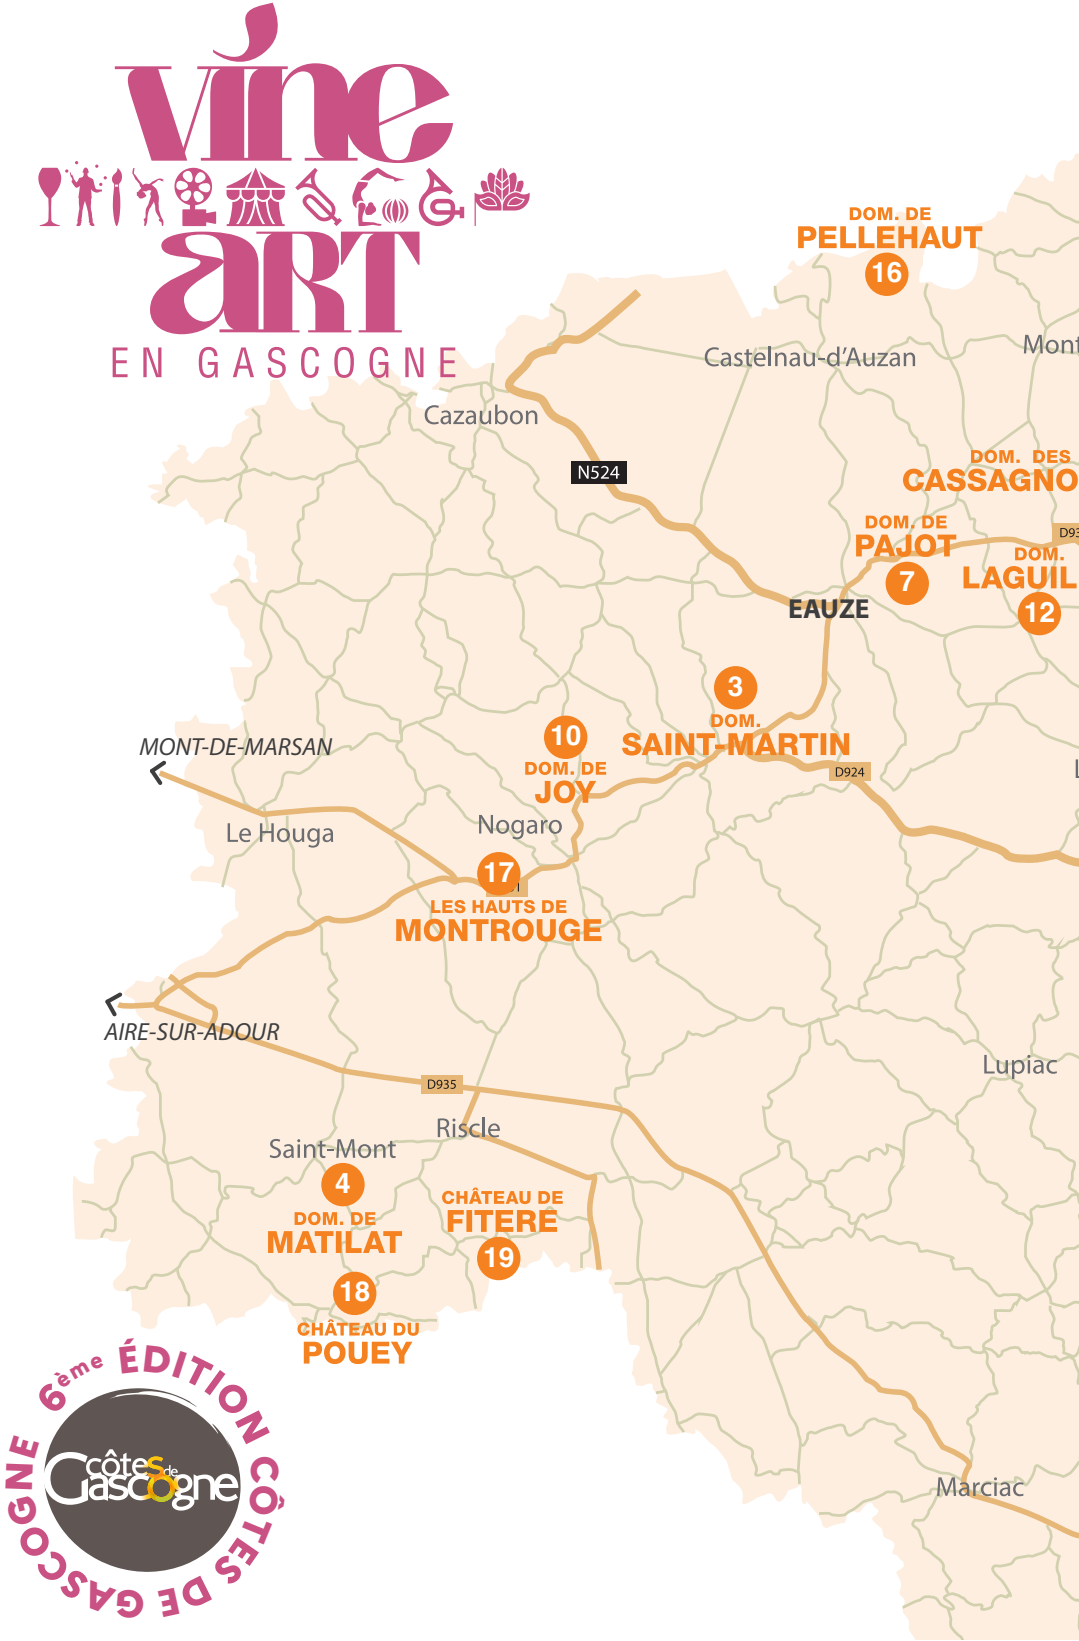 vine
ART
EN GASCOGNE
DOM. DE
PELLEHAUT
16
Castelnau-d'Auzan
Mont
Cazaubon
N524
DOM. DES
CASSAGNO
DOM. DE
PAJOT
7
D93
DOM.
LAGUIL
12
EAUZE
3
DOM.
SAINT-MARTIN
10
DOM. DE
JOY
MONT-DE-MARSAN
D924
L
Le Houga
Nogaro
17
LES HAUTS DE
MONTROUGE
AIRE-SUR-ADOUR
Lupiac
D935
Riscle
Saint-Mont
4
DOM. DE
MATILAT
CHÂTEAU DE
FITERE
19
18
CHÂTEAU DU
POUEY
6ème ÉDITION CÔTES DE GASCOGNE
côtes de
Gascogne
Marciac